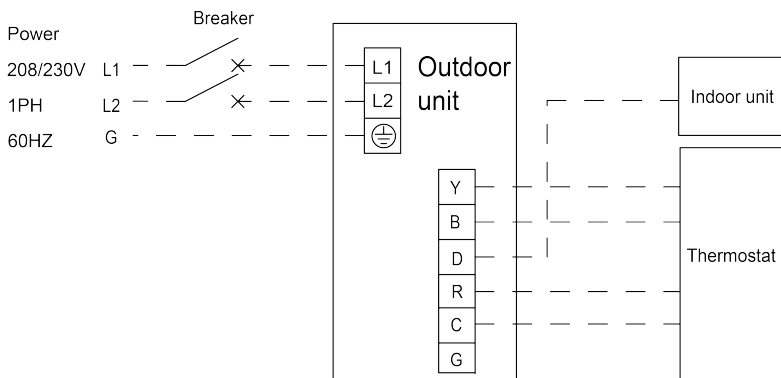 Breaker
Power
208/230V L1
1PH L2
60HZ G
L1
L2
Outdoor
unit
Indoor unit
Y
B
D
R
C
G
Thermostat